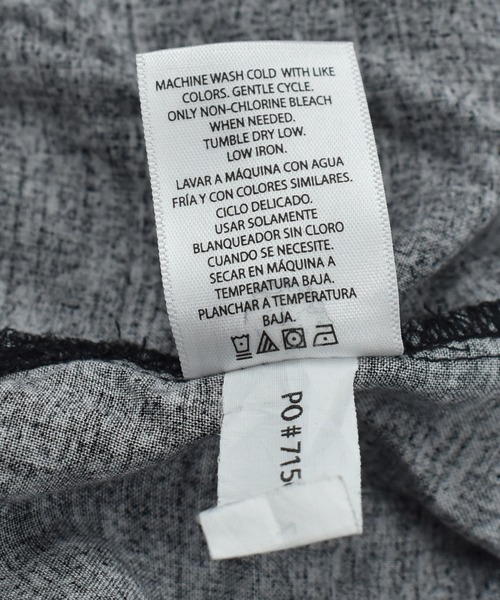 MACHINE WASH COLD WITH LIKE
COLORS. GENTLE CYCLE.
ONLY NON-CHLORINE BLEACH
WHEN NEEDED.
TUMBLE DRY LOW.
LOW IRON.
LAVAR A MÁQUINA CON AGUA
FRÍA Y CON COLORES SIMILARES.
CICLO DELICADO.
USAR SOLAMENTE
BLANQUEADOR SIN CLORO
CUANDO SE NECESITE.
SECAR EN MÁQUINA A
TEMPERATURA BAJA.
PLANCHAR A TEMPERATURA
BAJA.
PO # 715